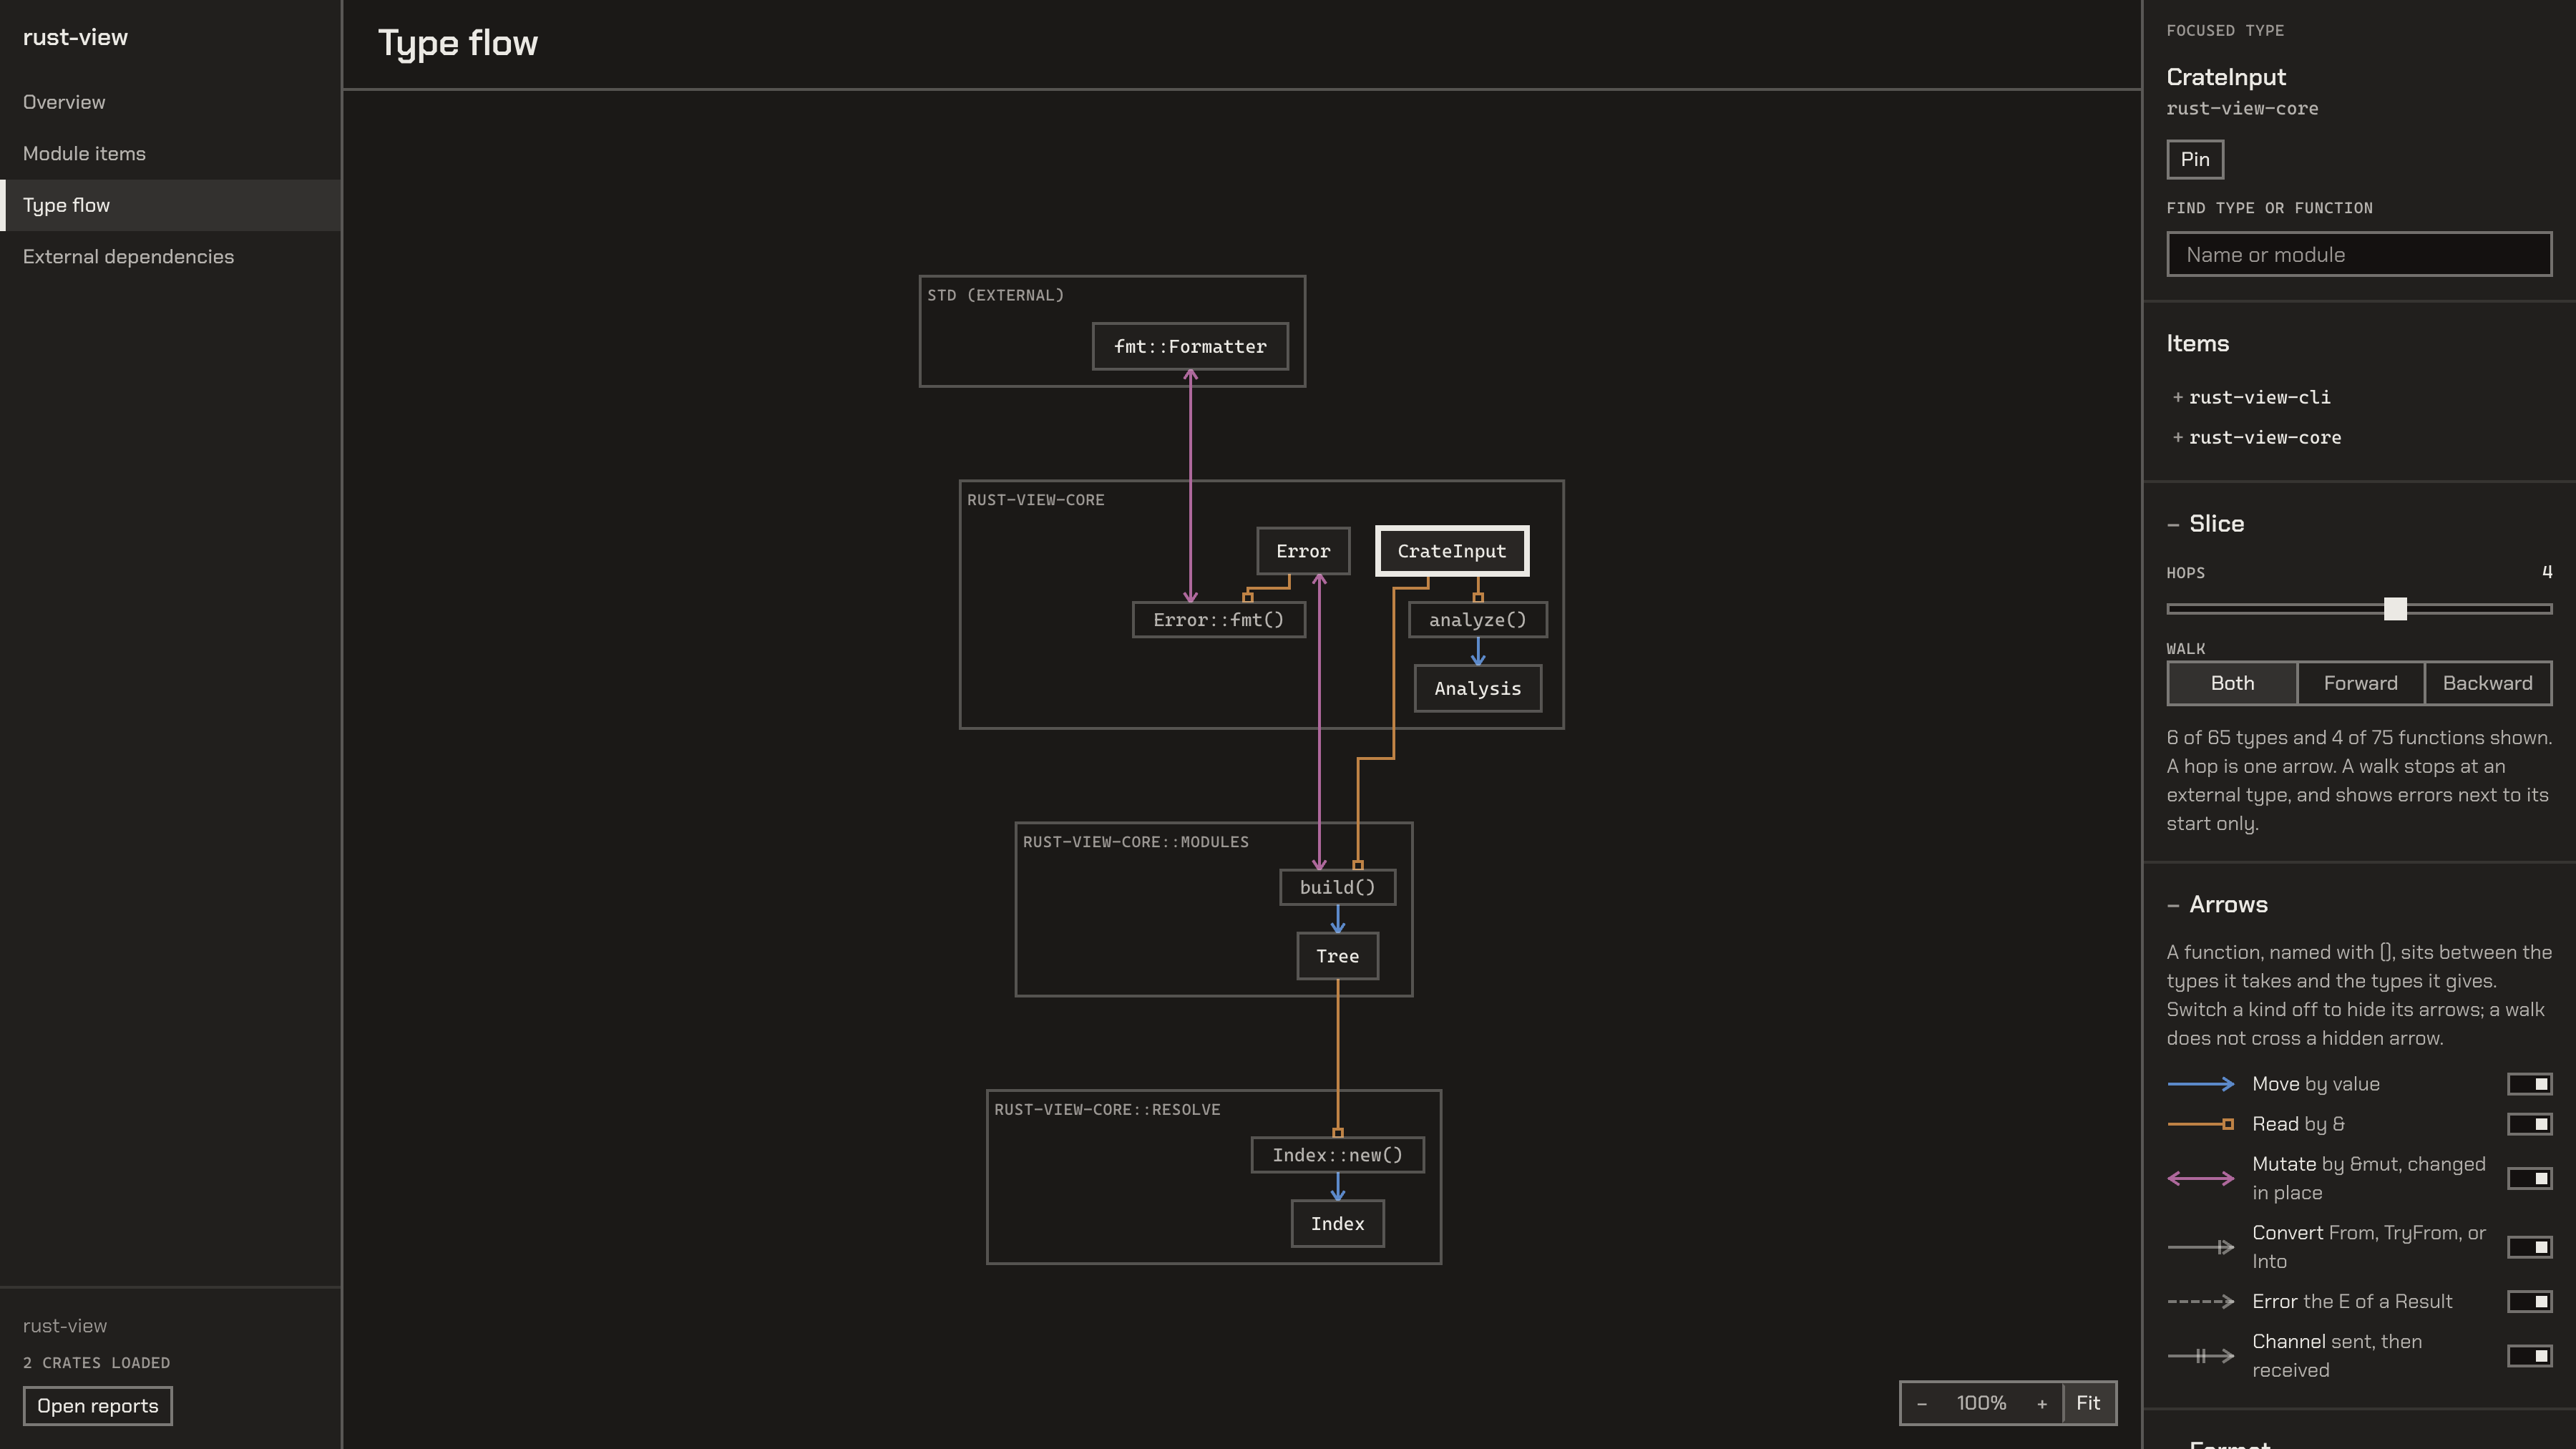 rust-view
Overview
Module items
Type flow
External dependencies
rust-view
2 CRATES LOADED
Open reports
Type flow
STD (EXTERNAL)
fmt::Formatter
RUST-VIEW-CORE
Error
CrateInput
Error::fmt()
analyze()
Analysis
RUST-VIEW-CORE::MODULES
build()
Tree
RUST-VIEW-CORE::RESOLVE
Index::new()
Index
− 100% + Fit
FOCUSED TYPE
CrateInput
rust-view-core
Pin
FIND TYPE OR FUNCTION
Name or module
Items
+ rust-view-cli
+ rust-view-core
− Slice
HOPS 4
WALK
Both Forward Backward
6 of 65 types and 4 of 75 functions shown.
A hop is one arrow. A walk stops at an
external type, and shows errors next to its
start only.
− Arrows
A function, named with (), sits between the
types it takes and the types it gives.
Switch a kind off to hide its arrows; a walk
does not cross a hidden arrow.
Move by value
Read by &
Mutate by &mut, changed
in place
Convert From, TryFrom, or
Into
Error the E of a Result
Channel sent, then
received